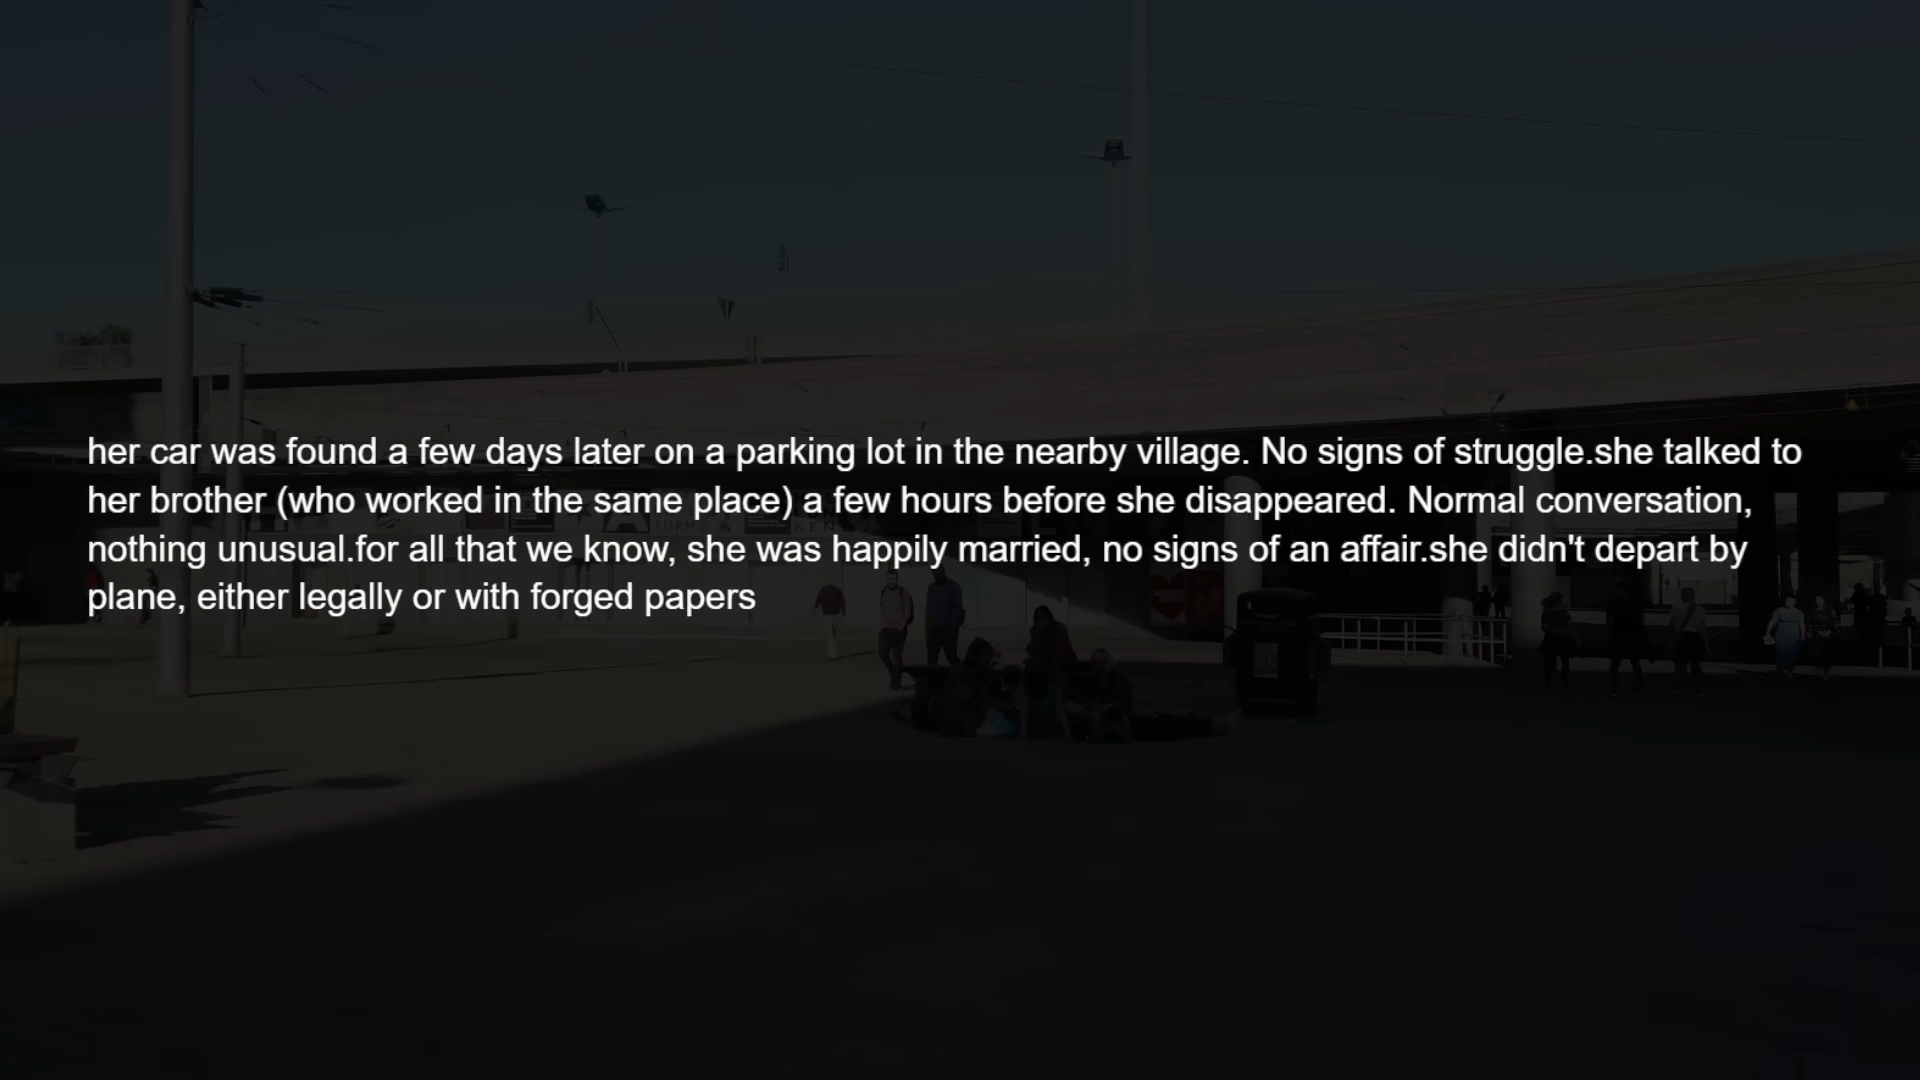 her car was found a few days later on a parking lot in the nearby village. No signs of struggle.she talked to
her brother (who worked in the same place) a few hours before she disappeared. Normal conversation,
nothing unusual.for all that we know, she was happily married, no signs of an affair.she didn't depart by
plane, either legally or with forged papers